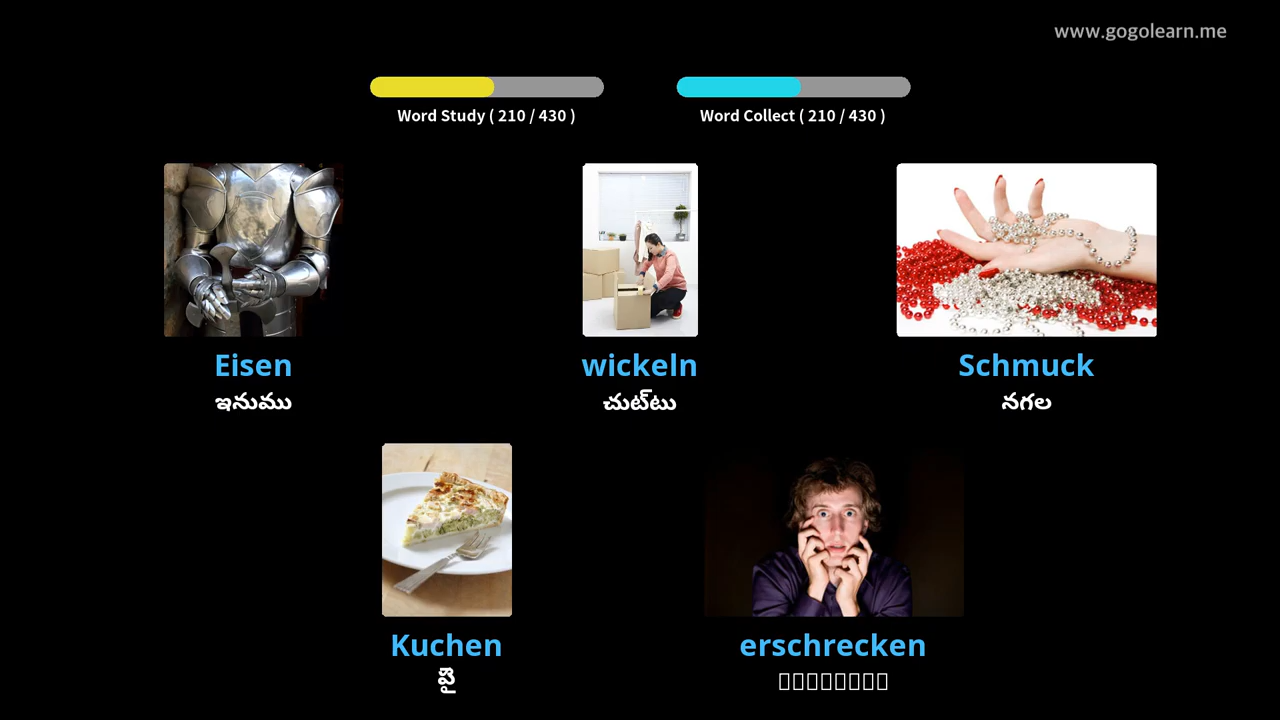 www.gogolearn.me
Word Study ( 210 / 430 )
Word Collect ( 210 / 430 )
Eisen
wickeln
Schmuck
ఇనుము
చుట్టు
నగల
Kuchen
erschrecken
పై